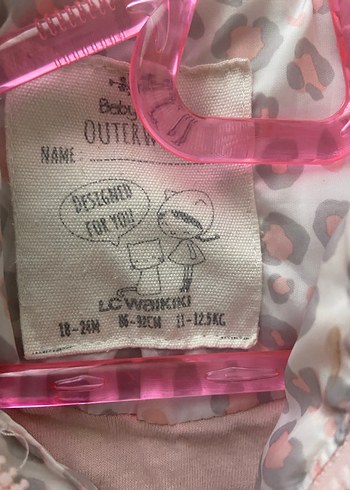 Baby
OUTERW
NAME
DESIGNED
FOR YOU
LC WAIKIKI
18-24M 86-92CM 11-12.5KG